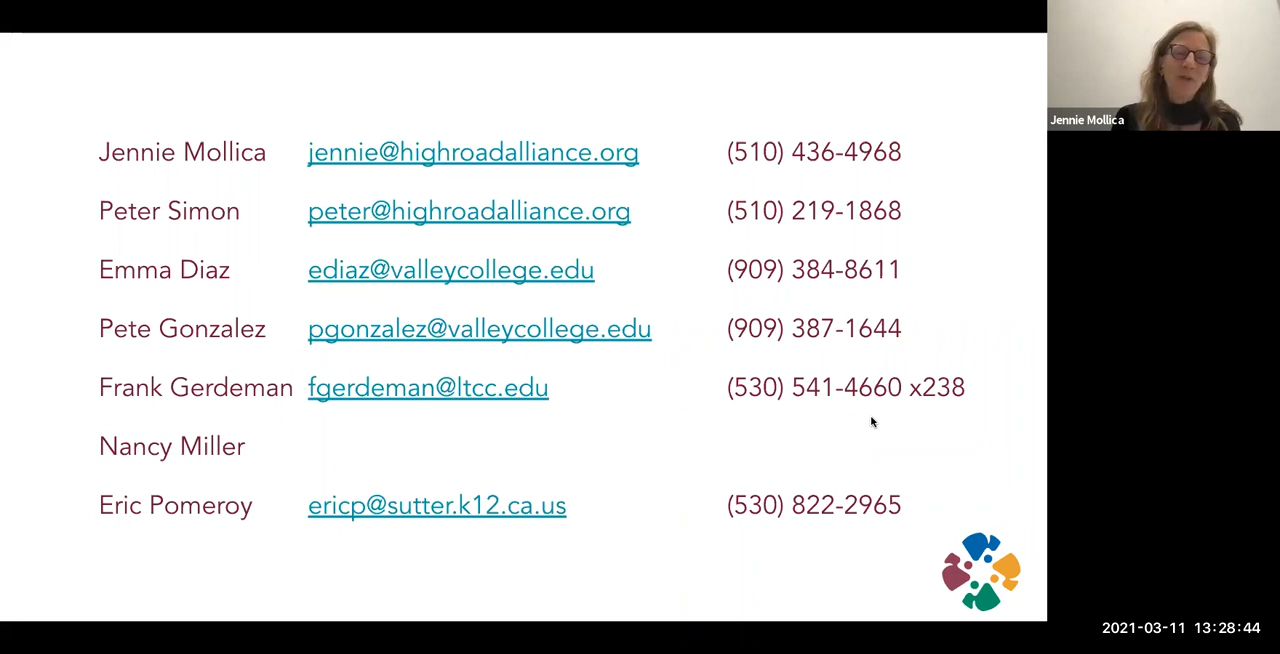 Jennie Mollica jennie@highroadalliance.org (510) 436-4968
Peter Simon peter@highroadalliance.org (510) 219-1868
Emma Diaz ediaz@valleycollege.edu (909) 384-8611
Pete Gonzalez pgonzalez@valleycollege.edu (909) 387-1644
Frank Gerdeman fgerdeman@ltcc.edu (530) 541-4660 x238
Nancy Miller
Eric Pomeroy ericp@sutter.k12.ca.us (530) 822-2965
Jennie Mollica
2021-03-11 13:28:44